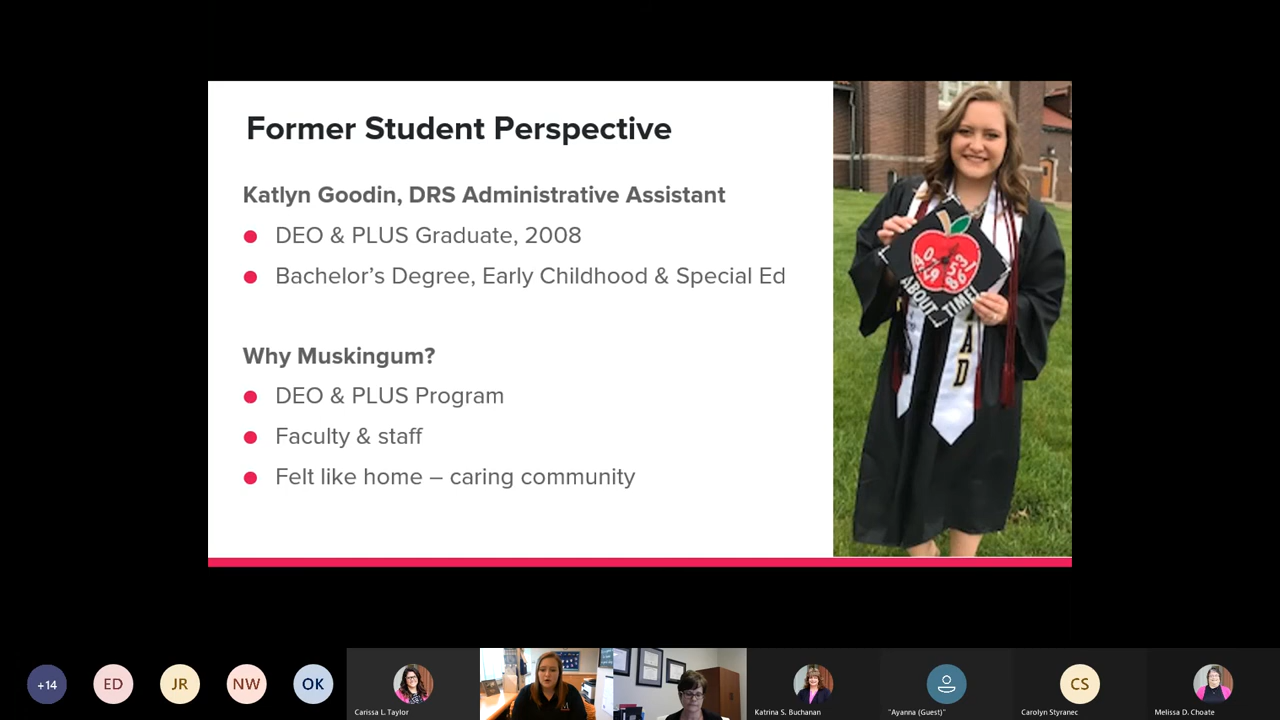 Former Student Perspective
Katlyn Goodin, DRS Administrative Assistant
DEO & PLUS Graduate, 2008
Bachelor's Degree, Early Childhood & Special Ed
Why Muskingum?
DEO & PLUS Program
Faculty & staff
Felt like home – caring community
ABOUT TIME!
A
D
+14
ED
JR
NW
OK
CS
Carissa L. Taylor
Katrina S. Buchanan
"Ayanna (Guest)"
Carolyn Styranec
Melissa D. Choate